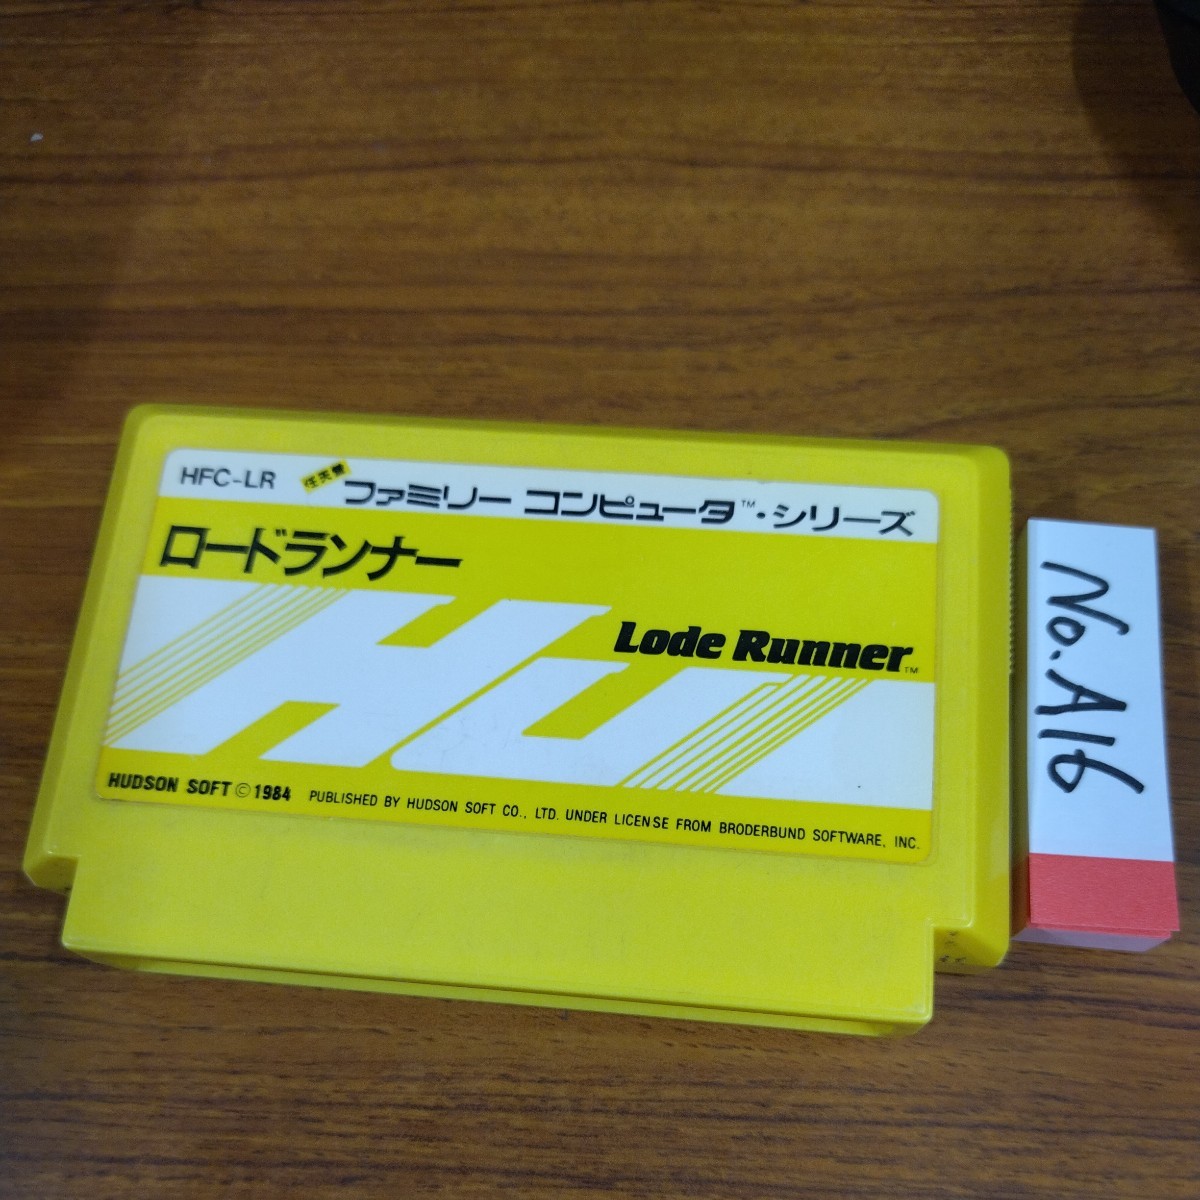 HFC-LR 任天堂 ファミリー コンピュータ™・シリーズ
ロードランナー
Lode Runner™
HU
HUDSON SOFT © 1984 PUBLISHED BY HUDSON SOFT CO., LTD. UNDER LICENSE FROM BRODERBUND SOFTWARE, INC.
No.A16